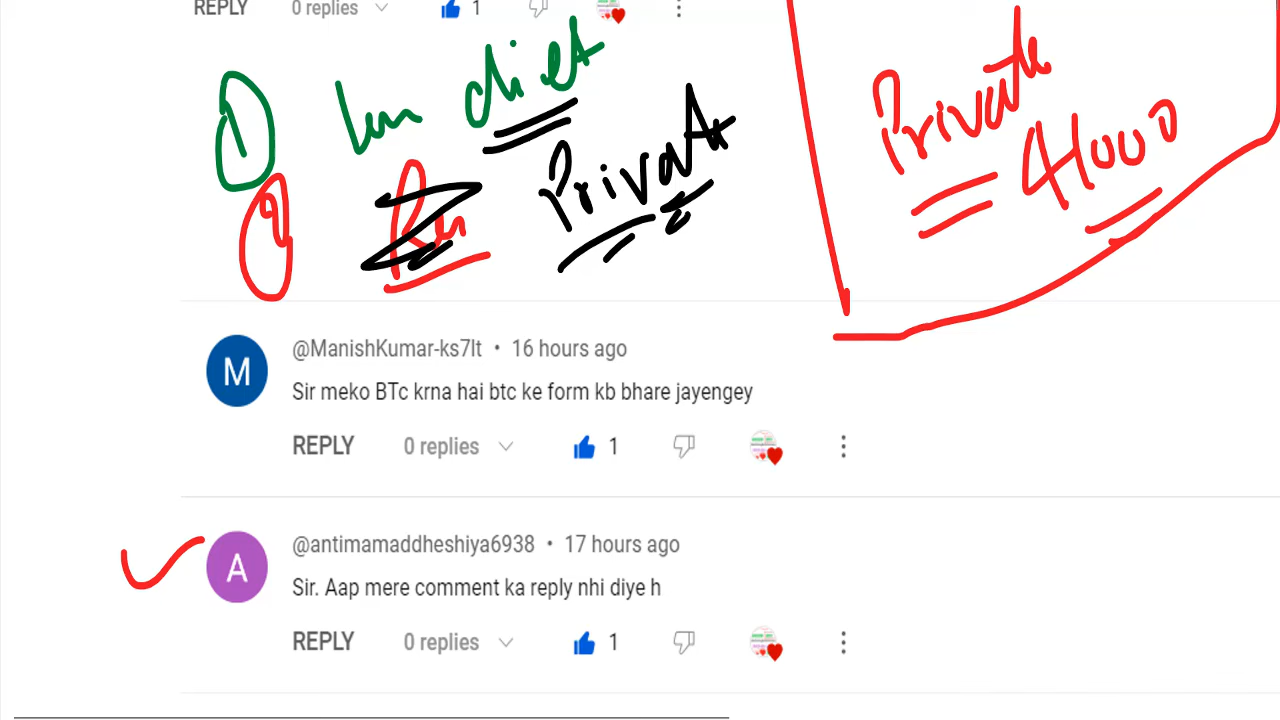 REPLY 0 replies 1
1 diet
2 Private
Private
41000
@ManishKumar-ks7lt • 16 hours ago
Sir meko BTc krna hai btc ke form kb bhare jayengey
REPLY 0 replies 1
@antimamaddheshiya6938 • 17 hours ago
Sir. Aap mere comment ka reply nhi diye h
REPLY 0 replies 1
M
A